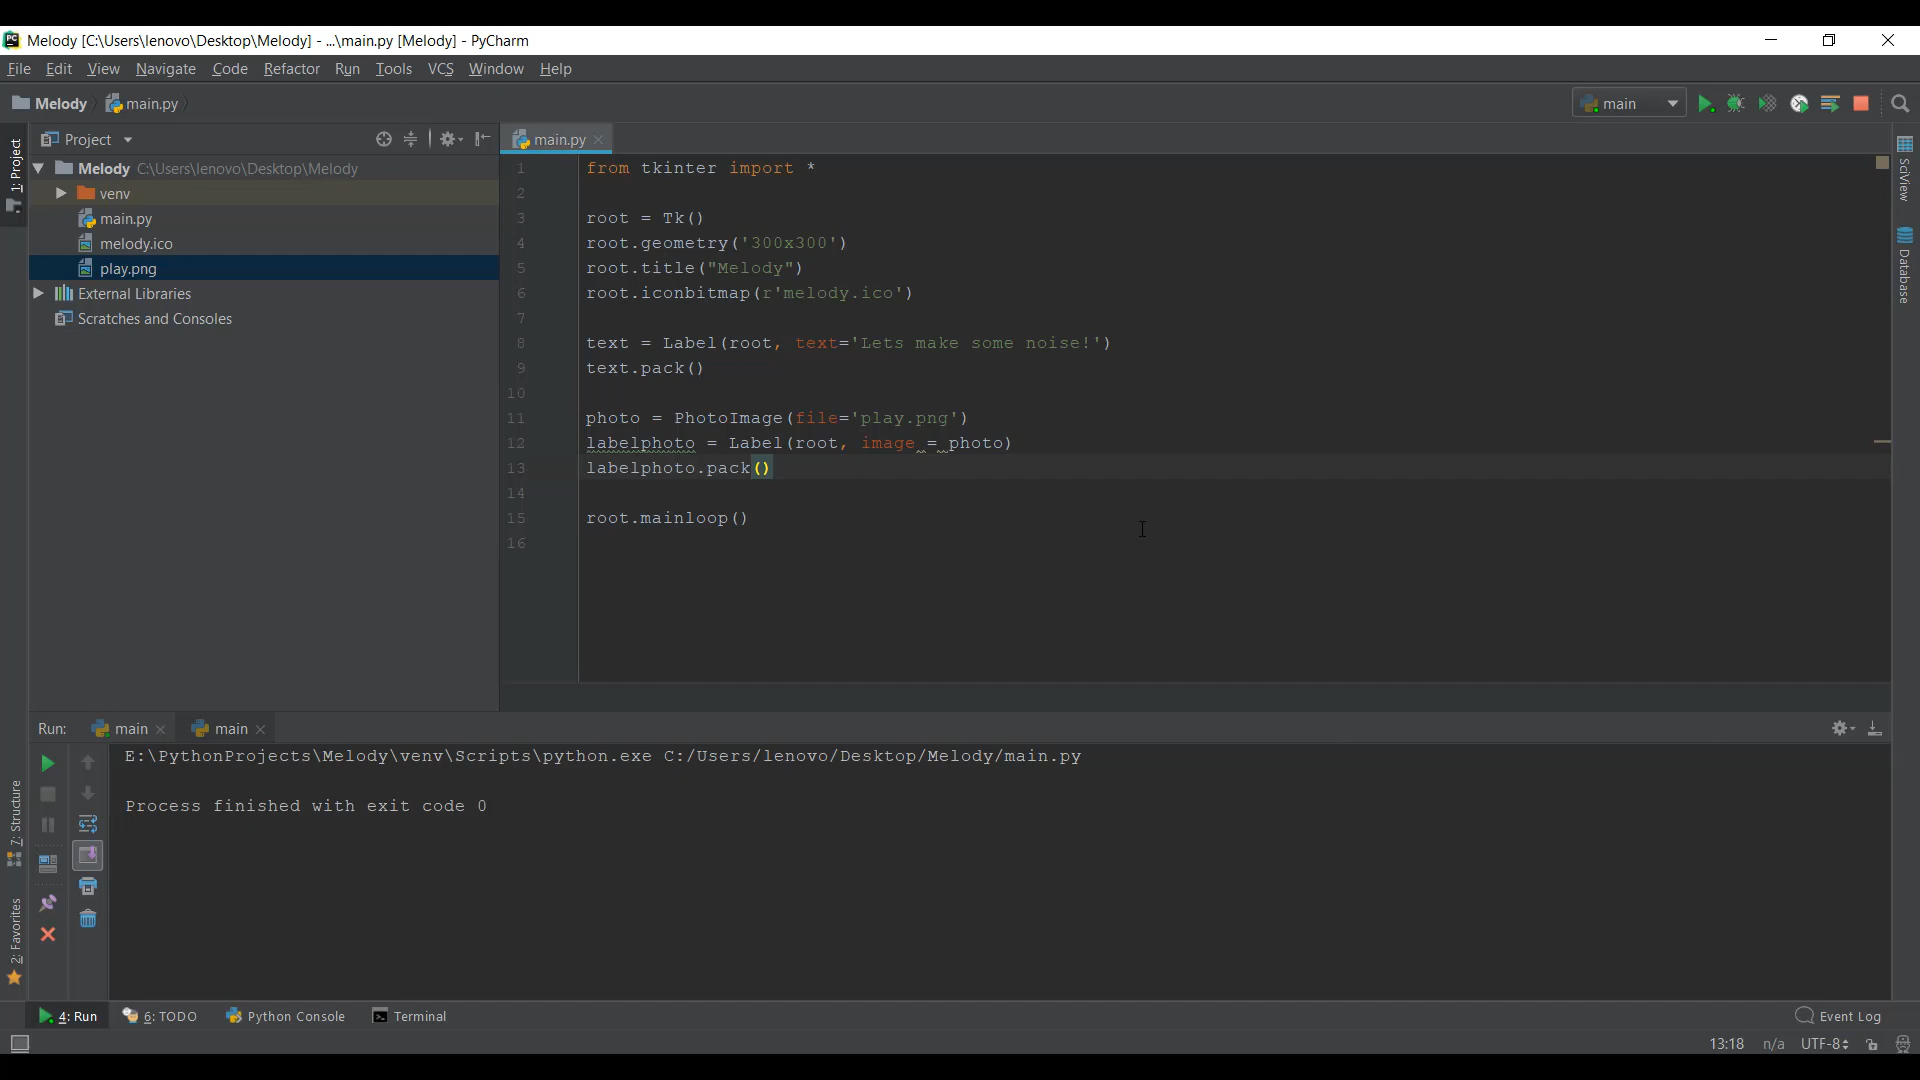 Melody [C:\Users\lenovo\Desktop\Melody] - ...\main.py [Melody] - PyCharm
File Edit View Navigate Code Refactor Run Tools VCS Window Help
Melody main.py
main
Project
main.py
1: Project
Melody C:\Users\lenovo\Desktop\Melody
venv
main.py
melody.ico
play.png
External Libraries
Scratches and Consoles
1 from tkinter import *
2
3 root = Tk()
4 root.geometry('300x300')
5 root.title("Melody")
6 root.iconbitmap(r'melody.ico')
7
8 text = Label(root, text='Lets make some noise!')
9 text.pack()
10
11 photo = PhotoImage(file='play.png')
12 labelphoto = Label(root, image = photo)
13 labelphoto.pack()
14
15 root.mainloop()
16
SciView
Database
Run: main main
E:\PythonProjects\Melody\venv\Scripts\python.exe C:/Users/lenovo/Desktop/Melody/main.py
Process finished with exit code 0
7: Structure
2: Favorites
4: Run 6: TODO Python Console Terminal Event Log
13:18 n/a UTF-8